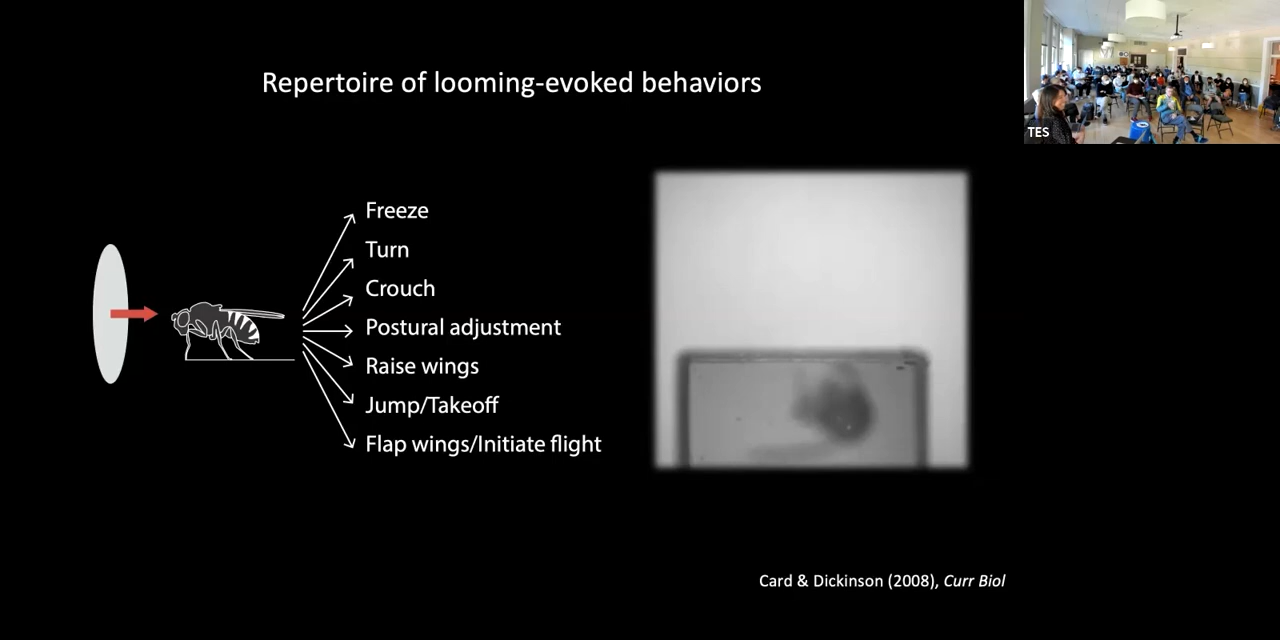 Repertoire of looming-evoked behaviors
TES
Freeze
Turn
Crouch
Postural adjustment
Raise wings
Jump/Takeoff
Flap wings/Initiate flight
Card & Dickinson (2008), Curr Biol